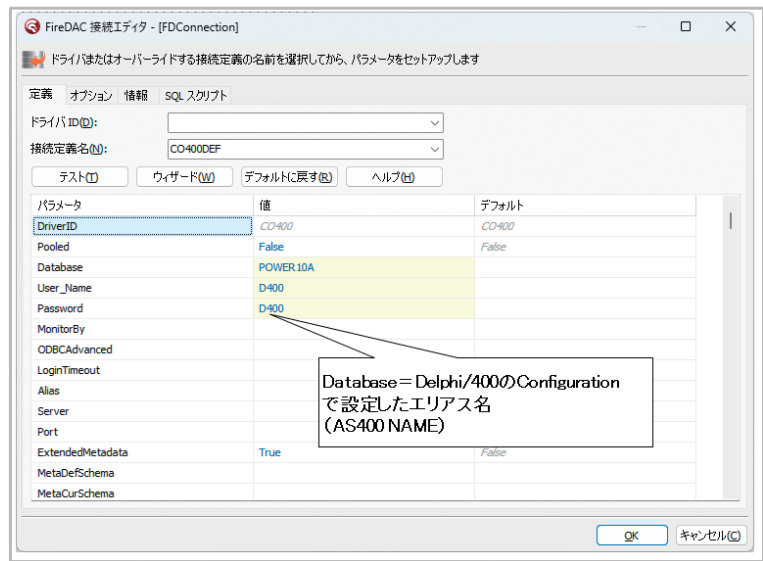 FireDAC 接続エディタ - [FDConnection]
ドライバまたはオーバーライドする接続定義の名前を選択してから、パラメータをセットアップします
定義 オプション 情報 SQL スクリプト
ドライバ ID(D):
接続定義名(N): CO400DEF
テスト(T) ウィザード(W) デフォルトに戻す(R) ヘルプ(H)
パラメータ 値 デフォルト
DriverID CO400 CO400
Pooled False False
Database POWER10A
User_Name D400
Password D400
MonitorBy
ODBCAdvanced
LoginTimeout
Alias
Server
Port
ExtendedMetadata True False
MetaDefSchema
MetaCurSchema
Database=Delphi/400のConfiguration
で設定したエリアス名
(AS400 NAME)
OK キャンセル(C)